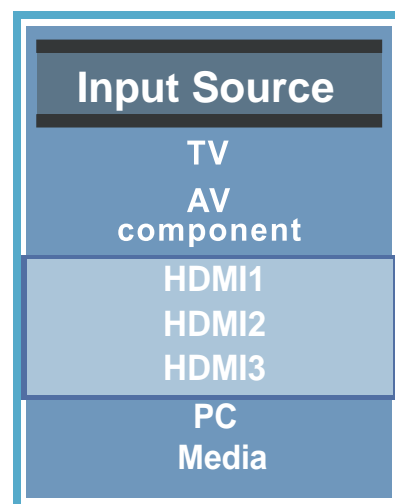 Input Source
TV
AV
component
HDMI1
HDMI2
HDMI3
PC
Media